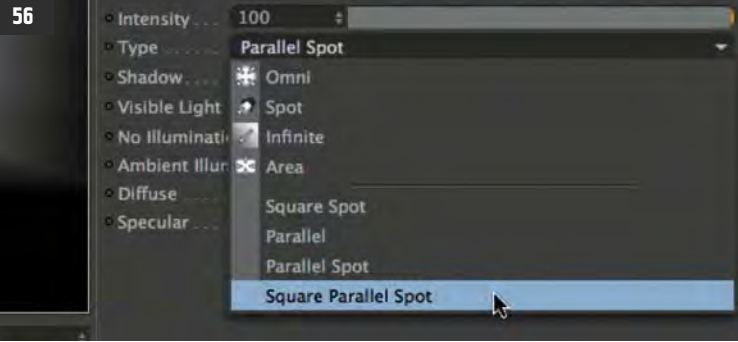 56
Intensity . . . 100
Type . . . . . . Parallel Spot
Shadow. . . . Omni
Visible Light Spot
No Illuminati Infinite
Ambient Illur Area
Diffuse . . . .
Square Spot
Specular . . .
Parallel
Parallel Spot
Square Parallel Spot